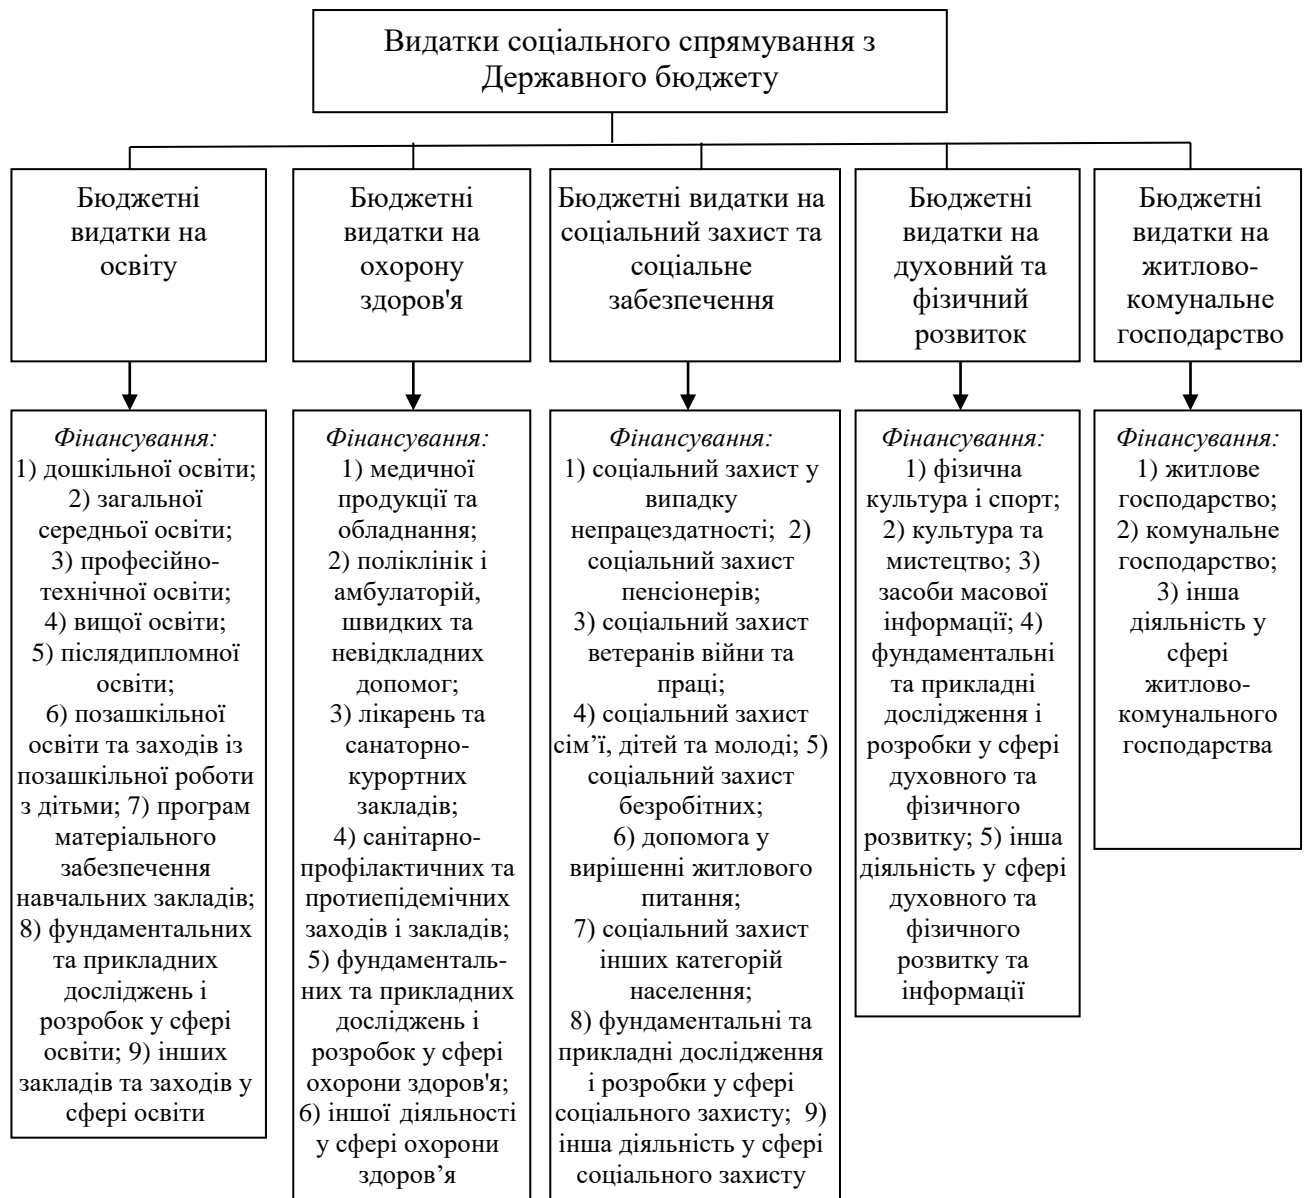 Видатки соціального спрямування з
Державного бюджету
Бюджетні
видатки на
освіту
Бюджетні
видатки на
охорону
здоров'я
Бюджетні видатки на
соціальний захист та
соціальне
забезпечення
Бюджетні
видатки на
духовний та
фізичний
розвиток
Бюджетні
видатки на
житлово-
комунальне
господарство
Фінансування:
1) дошкільної освіти;
2) загальної
середньої освіти;
3) професійно-
технічної освіти;
4) вищої освіти;
5) післядипломної
освіти;
6) позашкільної
освіти та заходів із
позашкільної роботи
з дітьми; 7) програм
матеріального
забезпечення
навчальних закладів;
8) фундаментальних
та прикладних
досліджень і
розробок у сфері
освіти; 9) інших
закладів та заходів у
сфері освіти
Фінансування:
1) медичної
продукції та
обладнання;
2) поліклінік і
амбулаторій,
швидких та
невідкладних
допомог;
3) лікарень та
санаторно-
курортних
закладів;
4) санітарно-
профілактичних та
протиепідемічних
заходів і закладів;
5) фундаменталь-
них та прикладних
досліджень і
розробок у сфері
охорони здоров'я;
6) іншої діяльності
у сфері охорони
здоров’я
Фінансування:
1) соціальний захист у
випадку
непрацездатності; 2)
соціальний захист
пенсіонерів;
3) соціальний захист
ветеранів війни та
праці;
4) соціальний захист
сім’ї, дітей та молоді; 5)
соціальний захист
безробітних;
6) допомога у
вирішенні житлового
питання;
7) соціальний захист
інших категорій
населення;
8) фундаментальні та
прикладні дослідження
і розробки у сфері
соціального захисту; 9)
інша діяльність у сфері
соціального захисту
Фінансування:
1) фізична
культура і спорт;
2) культура та
мистецтво; 3)
засоби масової
інформації; 4)
фундаментальні
та прикладні
дослідження і
розробки у сфері
духовного та
фізичного
розвитку; 5) інша
діяльність у сфері
духовного та
фізичного
розвитку та
інформації
Фінансування:
1) житлове
господарство;
2) комунальне
господарство;
3) інша
діяльність у
сфері
житлово-
комунального
господарства